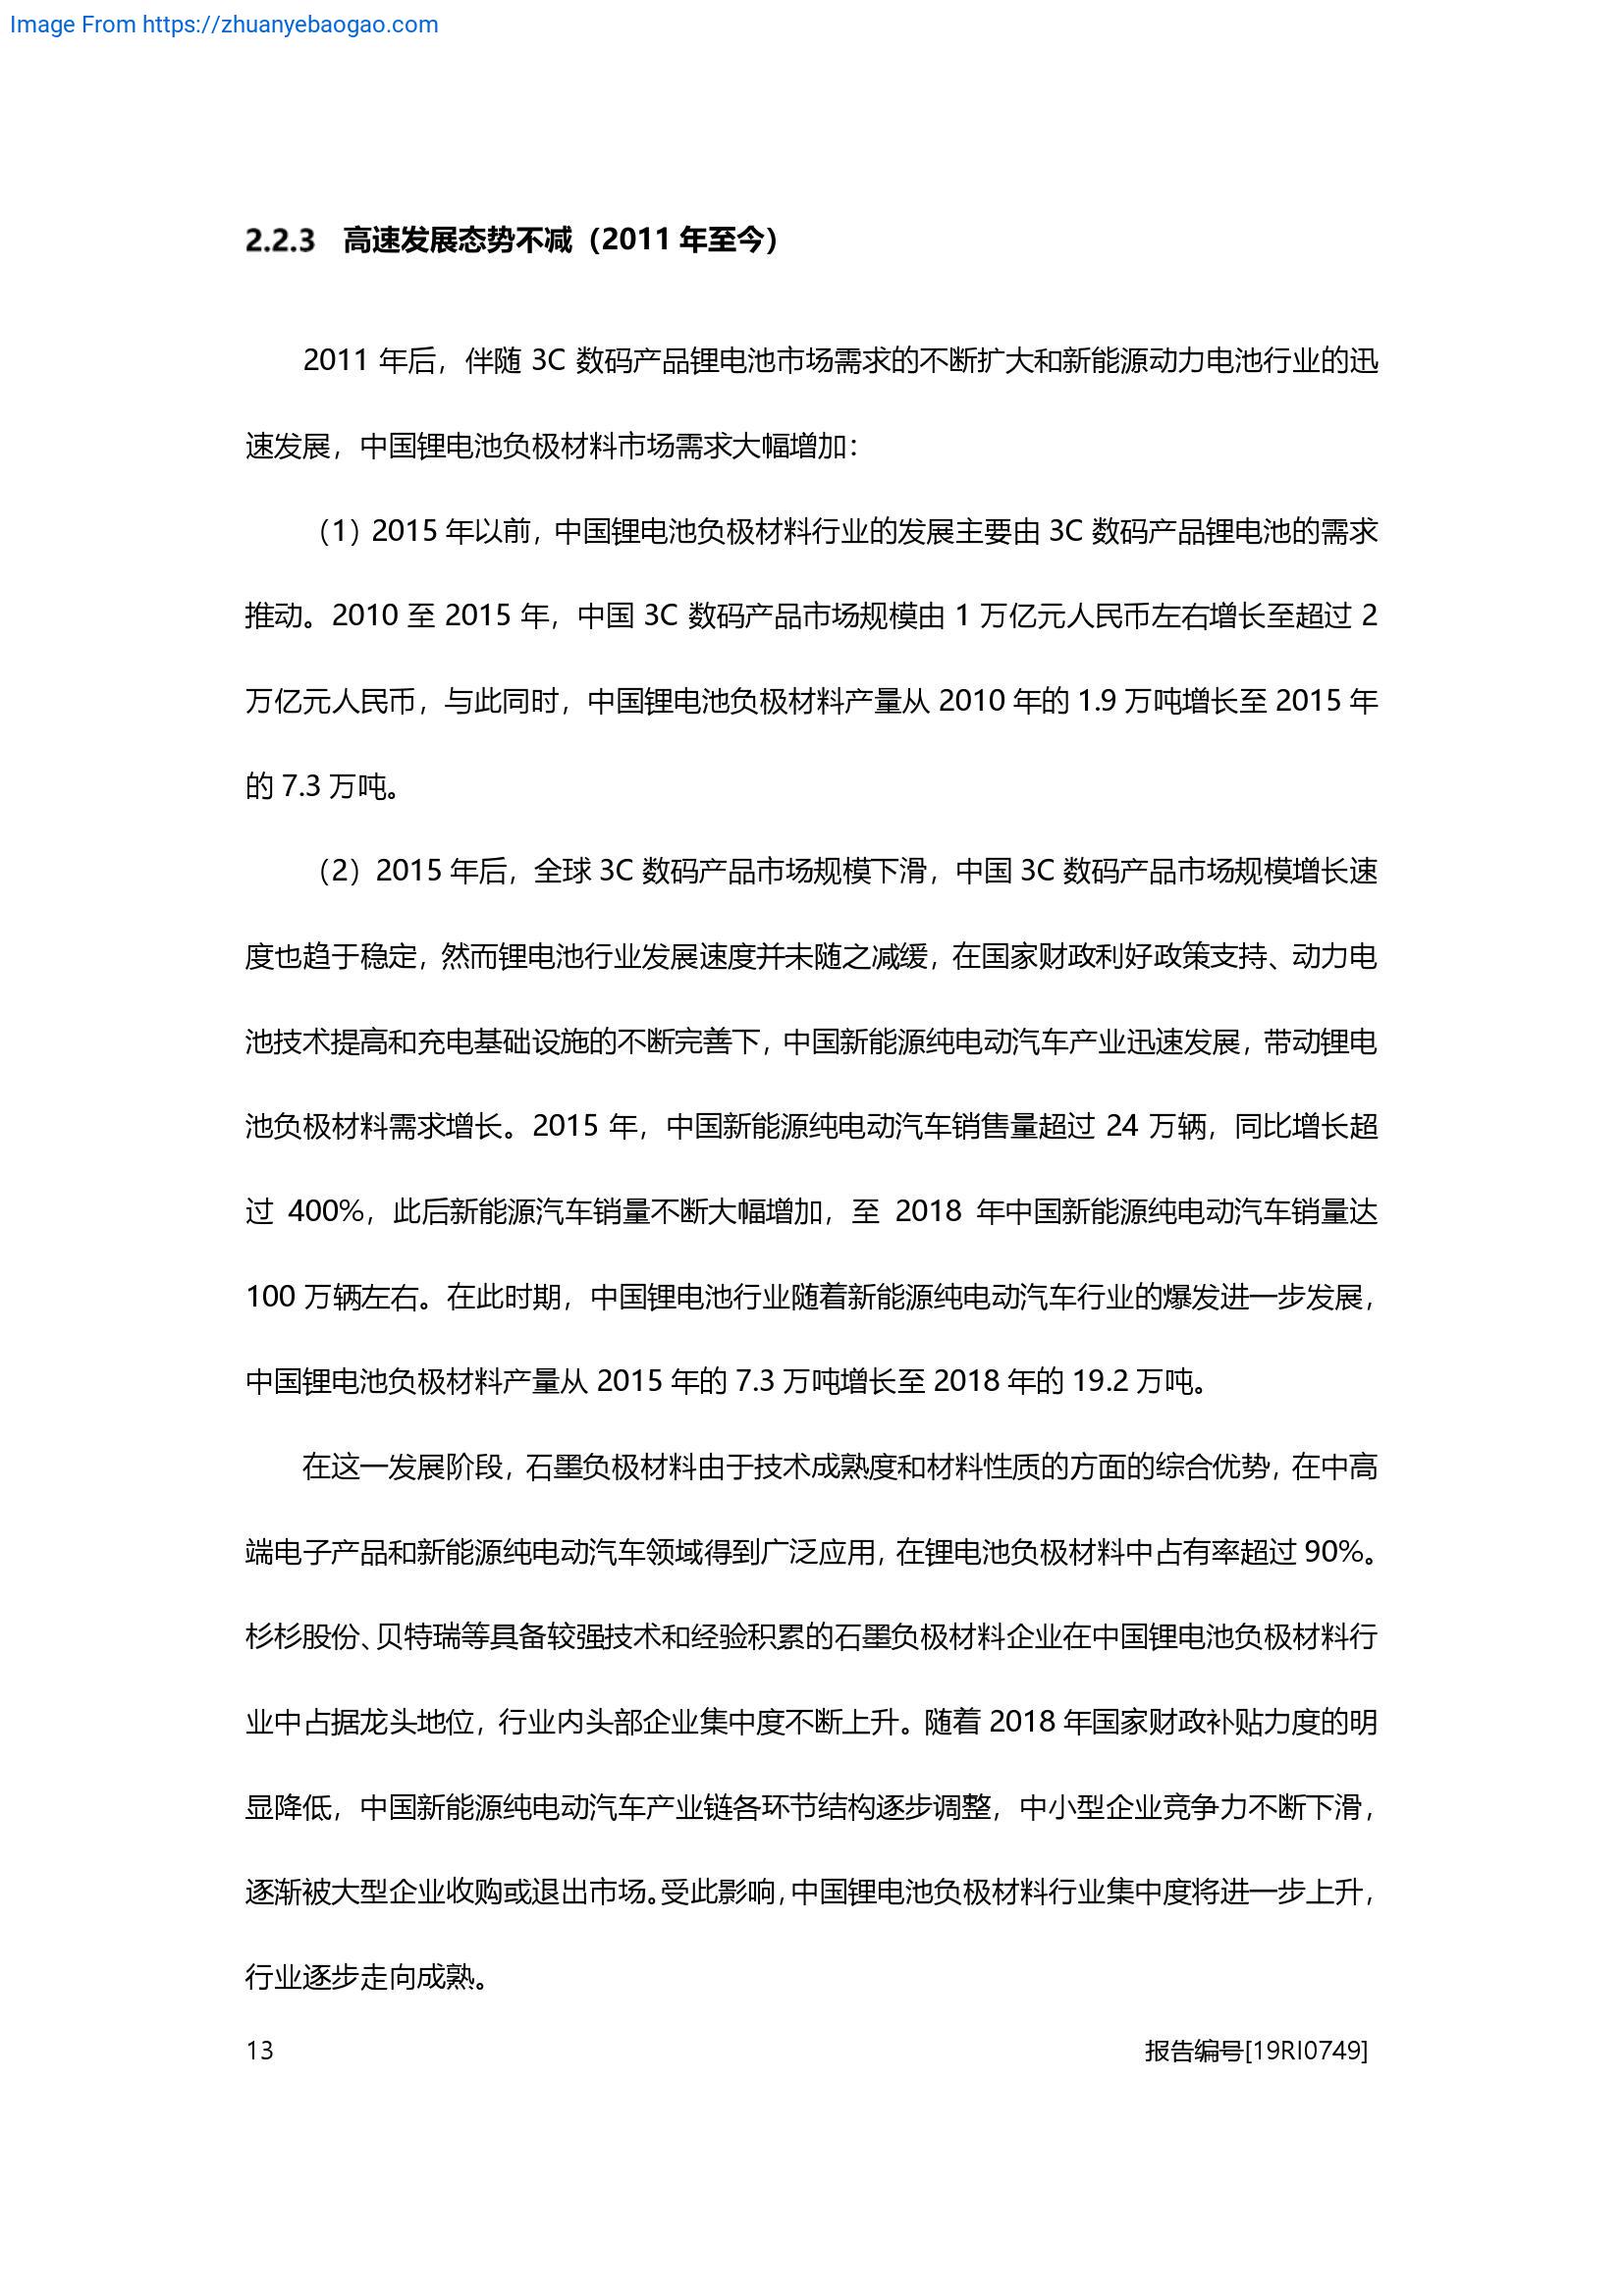 Image From https://zhuanyebaogao.com
2.2.3 高速发展态势不减（2011 年至今）
2011 年后，伴随 3C 数码产品锂电池市场需求的不断扩大和新能源动力电池行业的迅
速发展，中国锂电池负极材料市场需求大幅增加：
（1）2015 年以前，中国锂电池负极材料行业的发展主要由 3C 数码产品锂电池的需求
推动。2010 至 2015 年，中国 3C 数码产品市场规模由 1 万亿元人民币左右增长至超过 2
万亿元人民币，与此同时，中国锂电池负极材料产量从 2010 年的 1.9 万吨增长至 2015 年
的 7.3 万吨。
（2）2015 年后，全球 3C 数码产品市场规模下滑，中国 3C 数码产品市场规模增长速
度也趋于稳定，然而锂电池行业发展速度并未随之减缓，在国家财政利好政策支持、动力电
池技术提高和充电基础设施的不断完善下，中国新能源纯电动汽车产业迅速发展，带动锂电
池负极材料需求增长。2015 年，中国新能源纯电动汽车销售量超过 24 万辆，同比增长超
过 400%，此后新能源汽车销量不断大幅增加，至 2018 年中国新能源纯电动汽车销量达
100 万辆左右。在此时期，中国锂电池行业随着新能源纯电动汽车行业的爆发进一步发展，
中国锂电池负极材料产量从 2015 年的 7.3 万吨增长至 2018 年的 19.2 万吨。
在这一发展阶段，石墨负极材料由于技术成熟度和材料性质的方面的综合优势，在中高
端电子产品和新能源纯电动汽车领域得到广泛应用，在锂电池负极材料中占有率超过 90%。
杉杉股份、贝特瑞等具备较强技术和经验积累的石墨负极材料企业在中国锂电池负极材料行
业中占据龙头地位，行业内头部企业集中度不断上升。随着 2018 年国家财政补贴力度的明
显降低，中国新能源纯电动汽车产业链各环节结构逐步调整，中小型企业竞争力不断下滑，
逐渐被大型企业收购或退出市场。受此影响，中国锂电池负极材料行业集中度将进一步上升，
行业逐步走向成熟。
13 报告编号[19RI0749]